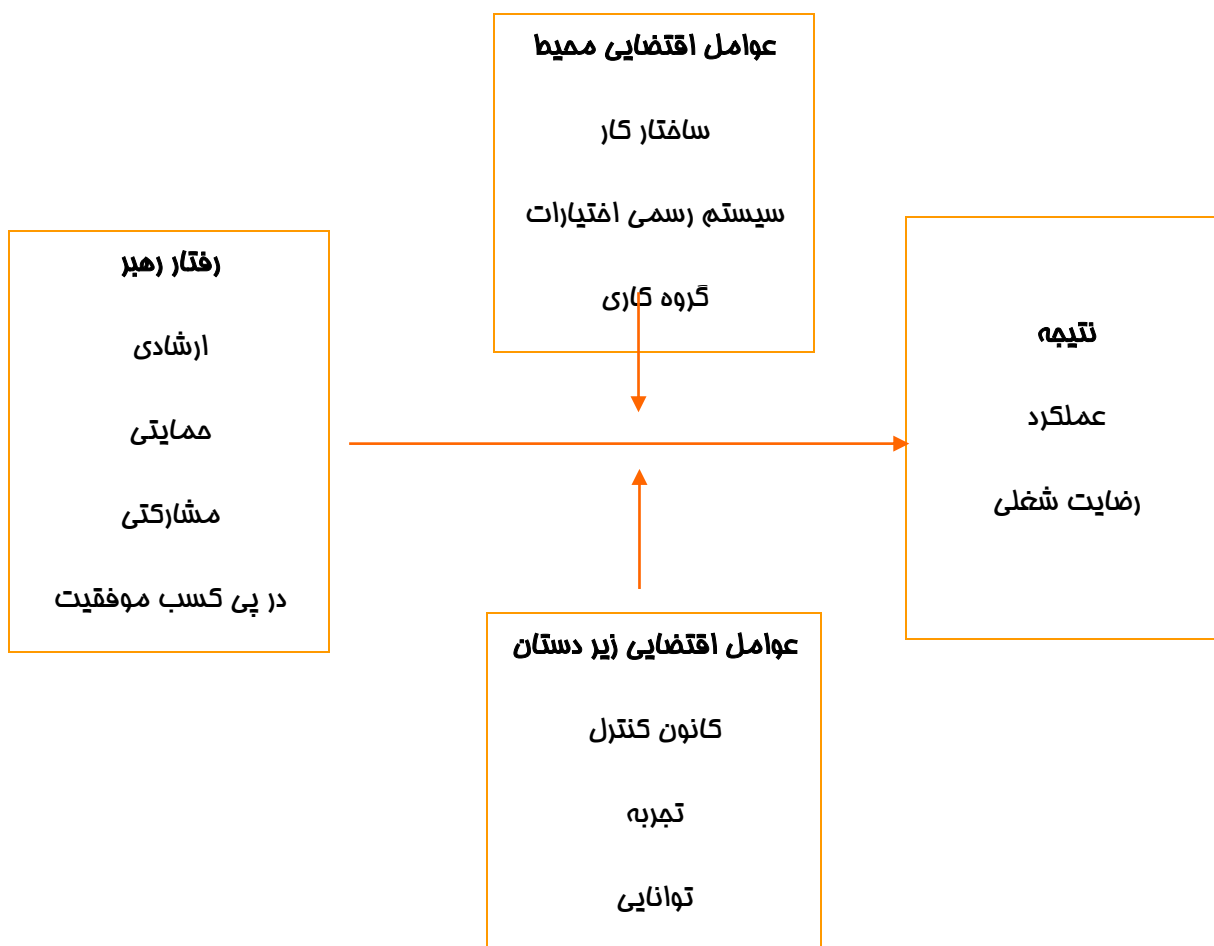 عوامل اقتضایی محیط
ساختار کار
سیستم رسمی اختیارات
گروه کاری
رفتار رهبر
ارشادی
حمایتی
مشارکتی
در پی کسب موفقیت
نتیجه
عملکرد
رضایت شغلی
عوامل اقتضایی زیر دستان
کانون کنترل
تجربه
توانایی